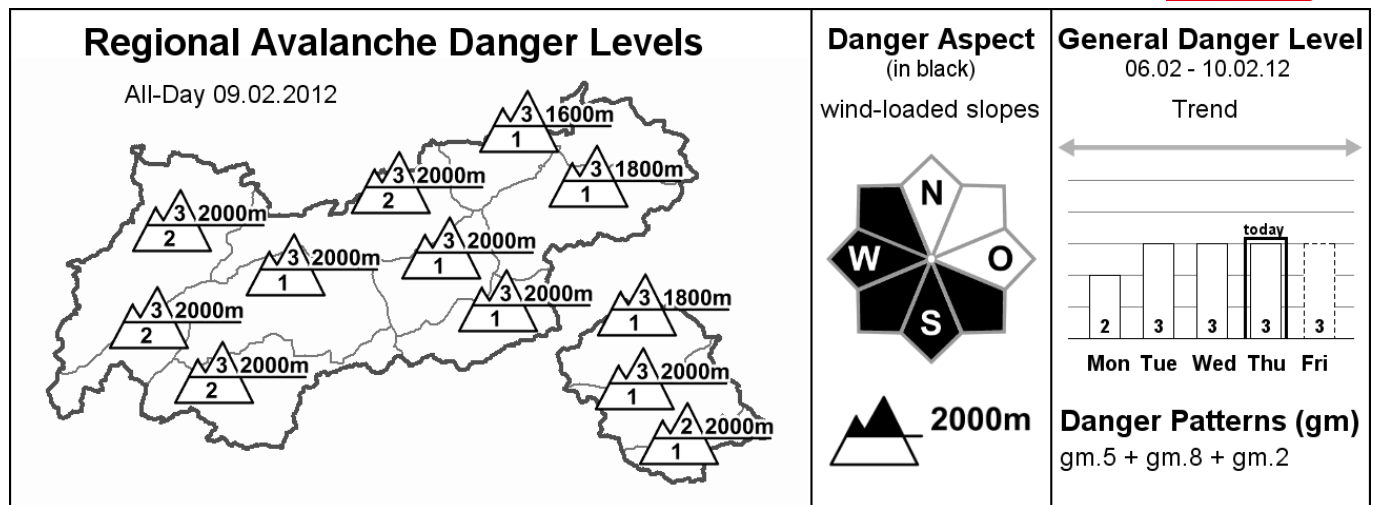 Regional Avalanche Danger Levels
All-Day 09.02.2012
3 1600m
1
3 1800m
1
3 2000m
2
3 2000m
2
3 2000m
1
3 2000m
1
3 2000m
1
3 2000m
2
3 2000m
2
3 1800m
1
3 2000m
1
2 2000m
1
Danger Aspect
(in black)
wind-loaded slopes
N
W O
S
2000m
General Danger Level
06.02 - 10.02.12
Trend
today
2 3 3 3 3
Mon Tue Wed Thu Fri
Danger Patterns (gm)
gm.5 + gm.8 + gm.2